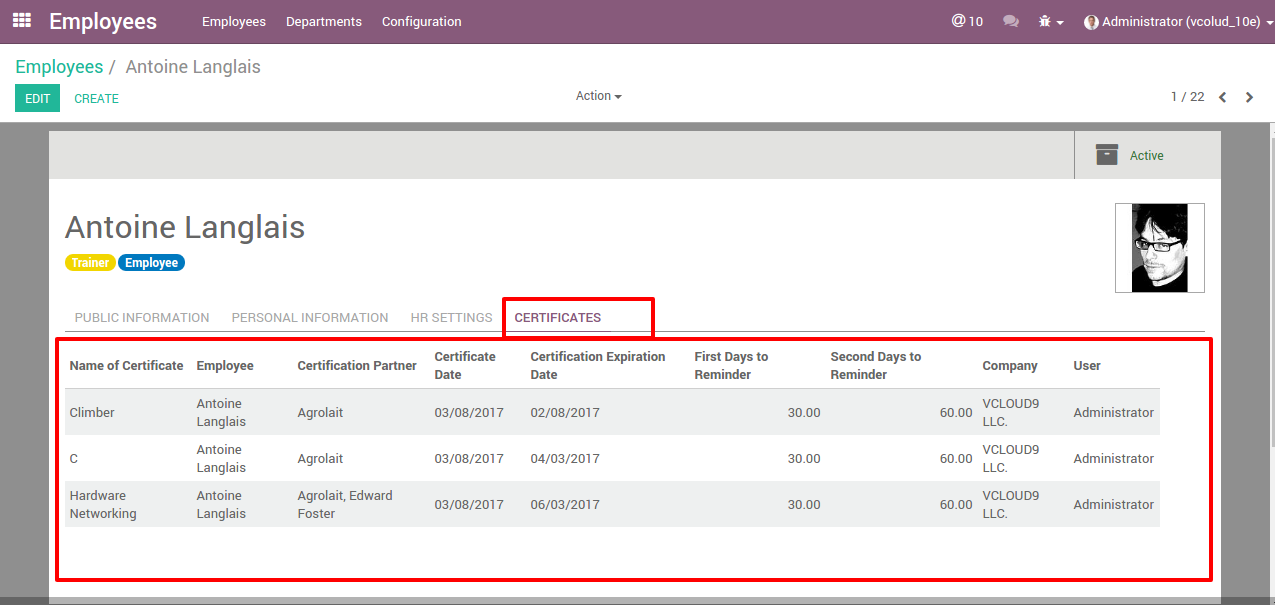 Employees Employees Departments Configuration @ 10 Administrator (vcolud_10e)
Employees / Antoine Langlais
EDIT CREATE Action 1 / 22
Active
Antoine Langlais
Trainer Employee
PUBLIC INFORMATION PERSONAL INFORMATION HR SETTINGS CERTIFICATES
Name of Certificate Employee Certification Partner Certificate Date Certification Expiration Date First Days to Reminder Second Days to Reminder Company User
Climber Antoine Langlais Agrolait 03/08/2017 02/08/2017 30.00 60.00 VCLOUD9 LLC. Administrator
C Antoine Langlais Agrolait 03/08/2017 04/03/2017 30.00 60.00 VCLOUD9 LLC. Administrator
Hardware Networking Antoine Langlais Agrolait, Edward Foster 03/08/2017 06/03/2017 30.00 60.00 VCLOUD9 LLC. Administrator